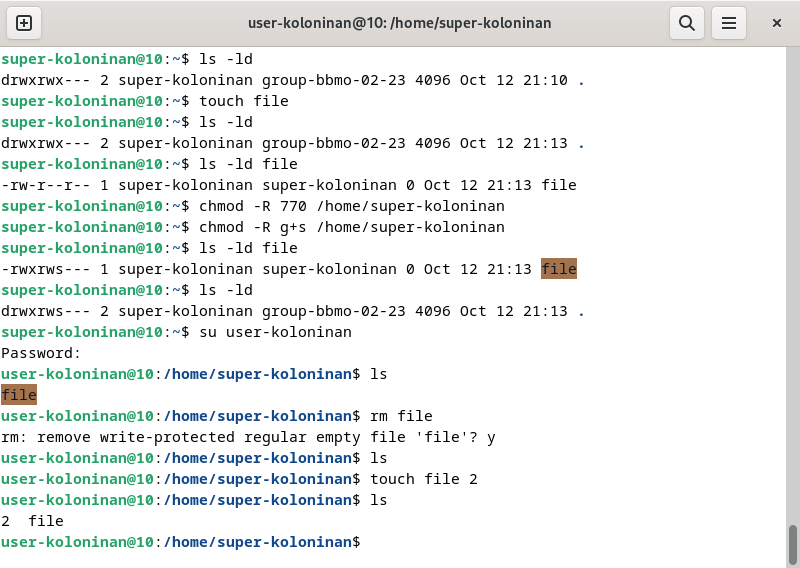 user-koloninan@10: /home/super-koloninan
super-koloninan@10:~$ ls -ld
drwxrwx--- 2 super-koloninan group-bbmo-02-23 4096 Oct 12 21:10 .
super-koloninan@10:~$ touch file
super-koloninan@10:~$ ls -ld
drwxrwx--- 2 super-koloninan group-bbmo-02-23 4096 Oct 12 21:13 .
super-koloninan@10:~$ ls -ld file
-rw-r--r-- 1 super-koloninan super-koloninan 0 Oct 12 21:13 file
super-koloninan@10:~$ chmod -R 770 /home/super-koloninan
super-koloninan@10:~$ chmod -R g+s /home/super-koloninan
super-koloninan@10:~$ ls -ld file
-rwxrws--- 1 super-koloninan super-koloninan 0 Oct 12 21:13 file
super-koloninan@10:~$ ls -ld
drwxrws--- 2 super-koloninan group-bbmo-02-23 4096 Oct 12 21:13 .
super-koloninan@10:~$ su user-koloninan
Password:
user-koloninan@10:/home/super-koloninan$ ls
file
user-koloninan@10:/home/super-koloninan$ rm file
rm: remove write-protected regular empty file 'file'? y
user-koloninan@10:/home/super-koloninan$ ls
user-koloninan@10:/home/super-koloninan$ touch file 2
user-koloninan@10:/home/super-koloninan$ ls
2  file
user-koloninan@10:/home/super-koloninan$